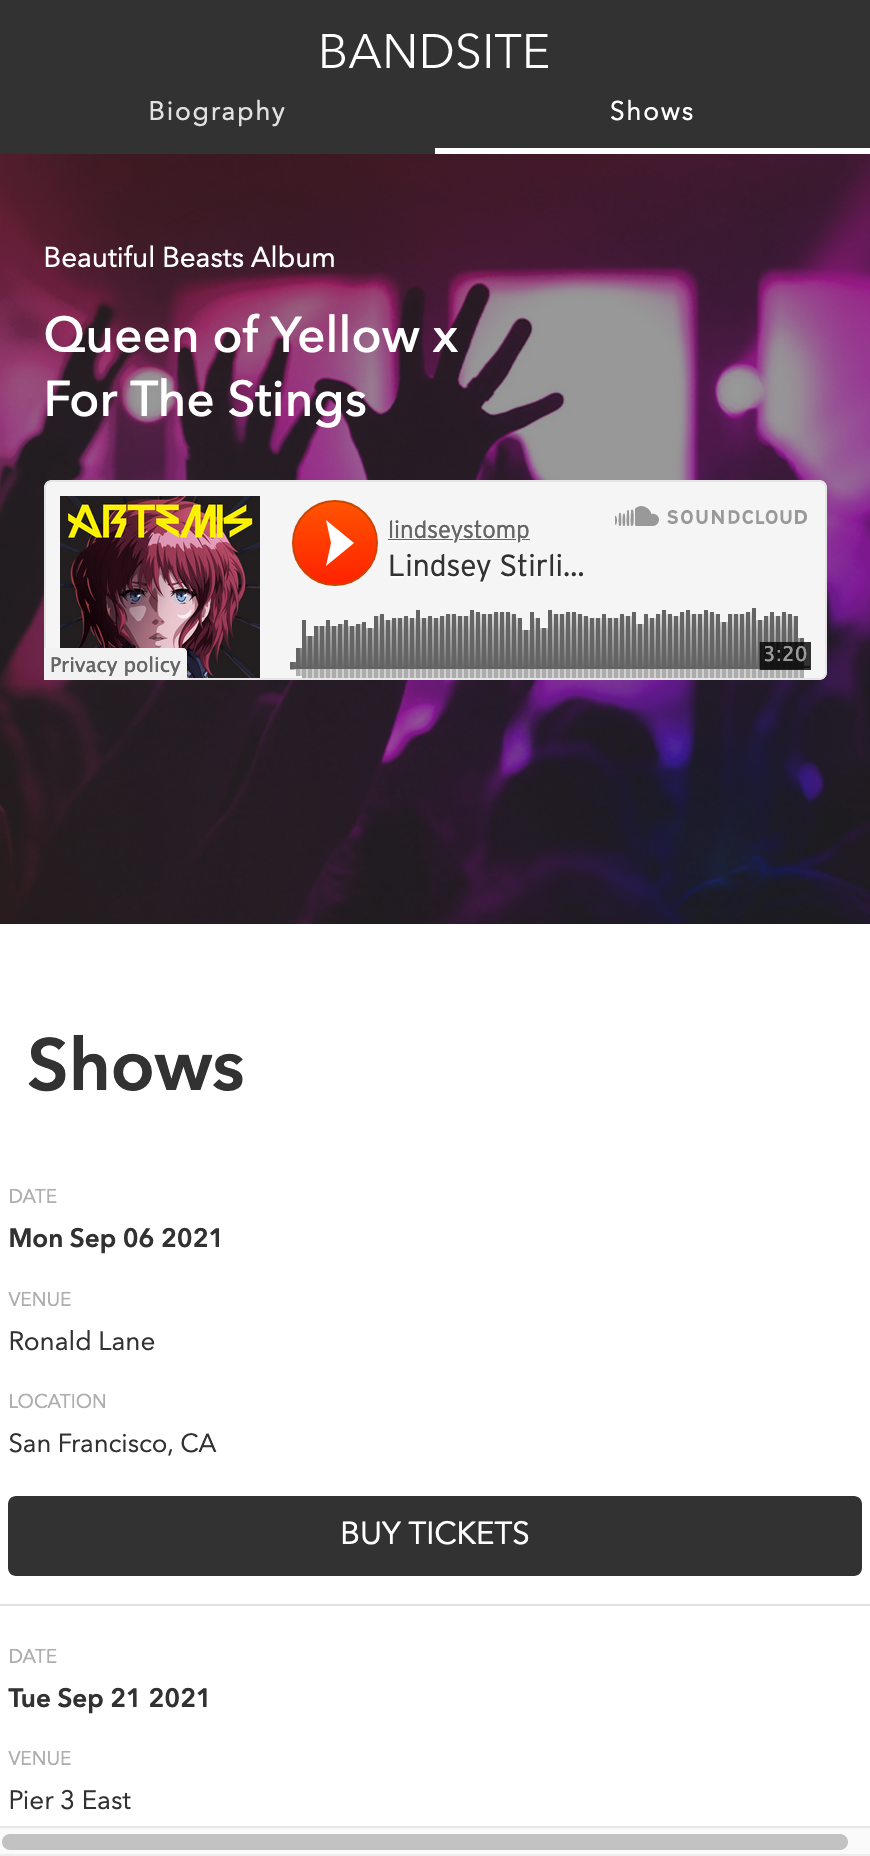 BANDSITE
Biography
Shows
Beautiful Beasts Album
Queen of Yellow x
For The Stings
ARTEMIS
lindseystomp
SOUNDCLOUD
Lindsey Stirli...
3:20
Privacy policy
Shows
DATE
Mon Sep 06 2021
VENUE
Ronald Lane
LOCATION
San Francisco, CA
BUY TICKETS
DATE
Tue Sep 21 2021
VENUE
Pier 3 East